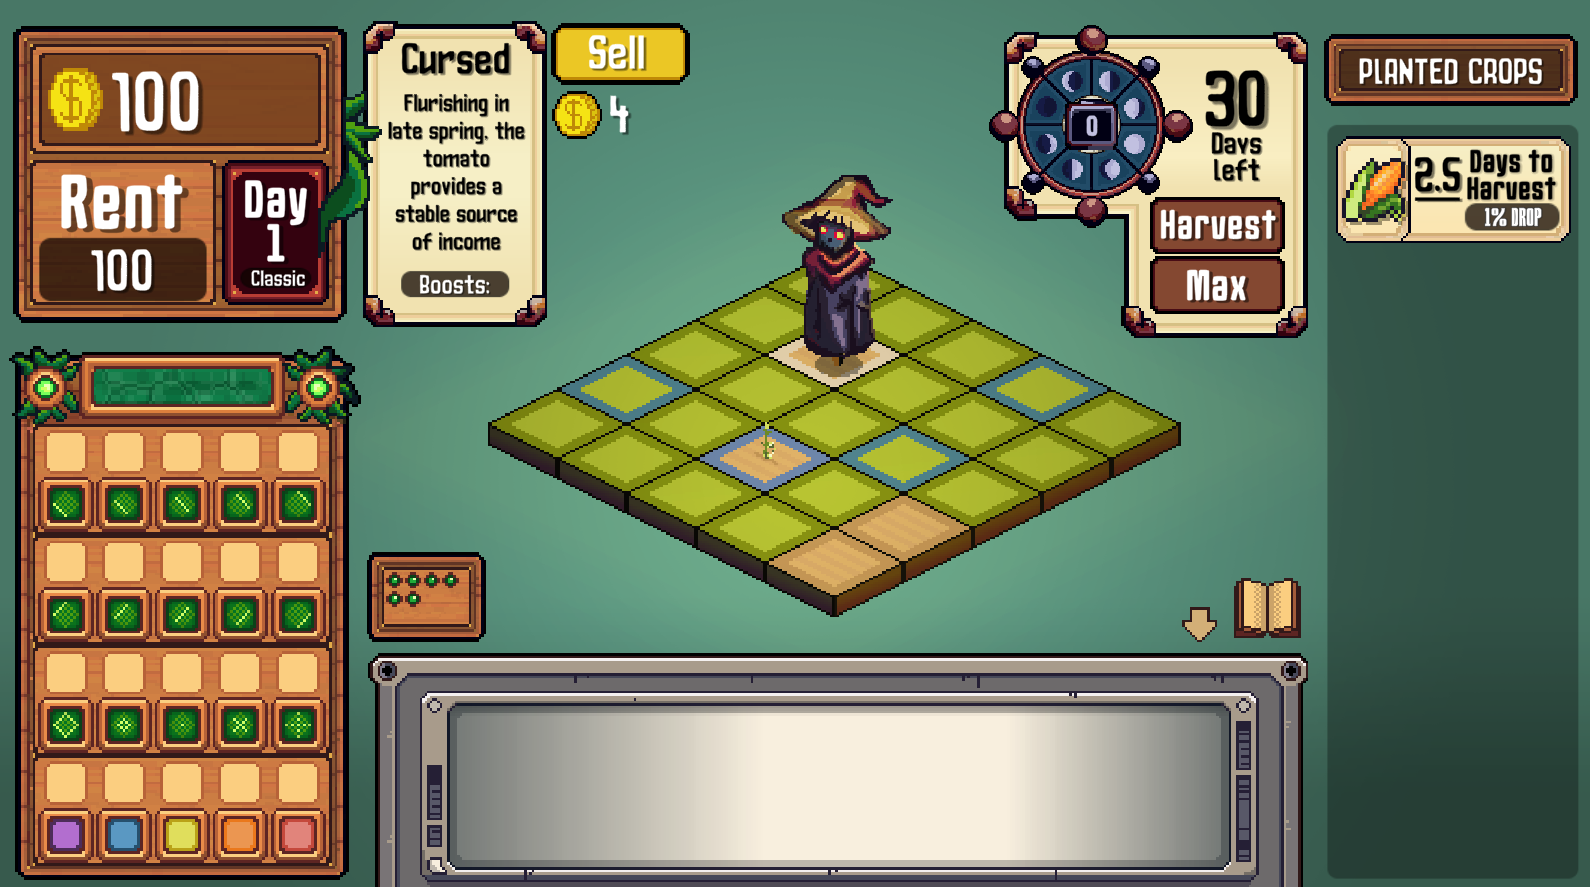 100
Rent
100
Day
1
Classic
Cursed
Flurishing in
late spring. the
tomato
provides a
stable source
of income
Boosts:
Sell
4
0
30
Days
left
Harvest
Max
PLANTED CROPS
2.5 Days to
Harvest
1% DROP